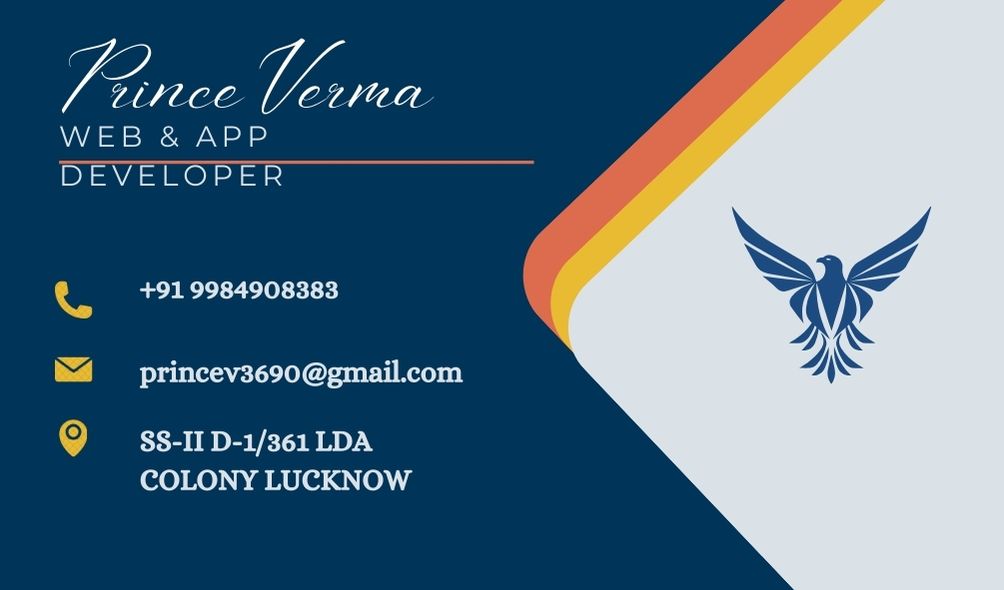 Prince Verma
WEB & APP
DEVELOPER
+91 9984908383
princev3690@gmail.com
SS-II D-1/361 LDA
COLONY LUCKNOW